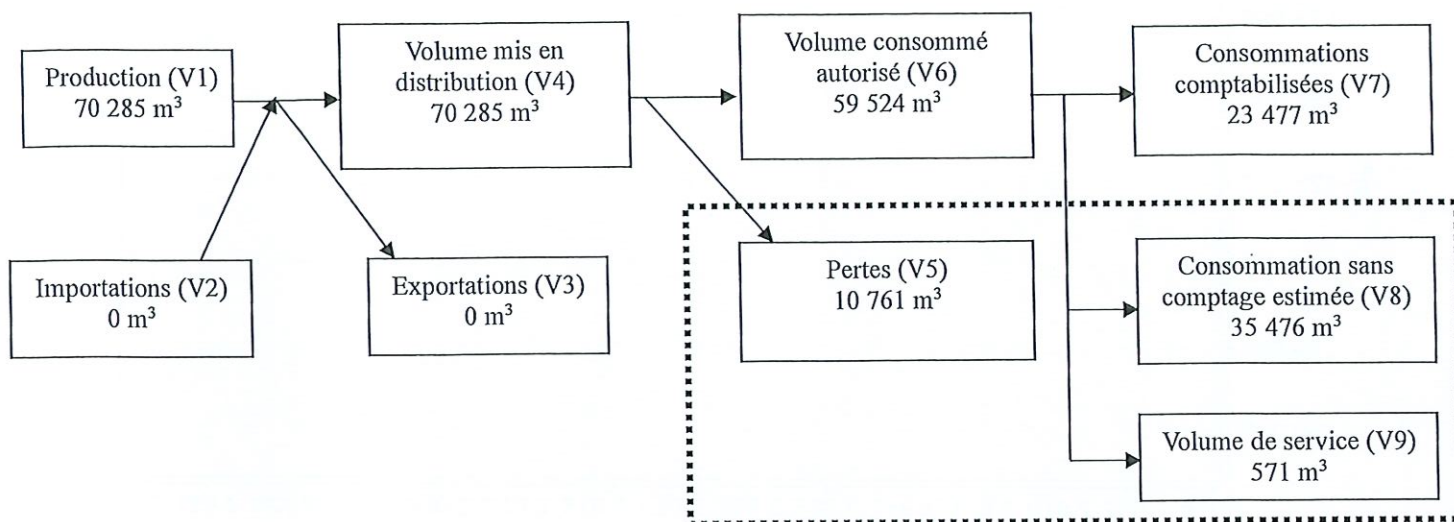 Production (V1)
70 285 m³
Volume mis en
distribution (V4)
70 285 m³
Volume consommé
autorisé (V6)
59 524 m³
Consommations
comptabilisées (V7)
23 477 m³
Importations (V2)
0 m³
Exportations (V3)
0 m³
Pertes (V5)
10 761 m³
Consommation sans
comptage estimée (V8)
35 476 m³
Volume de service (V9)
571 m³